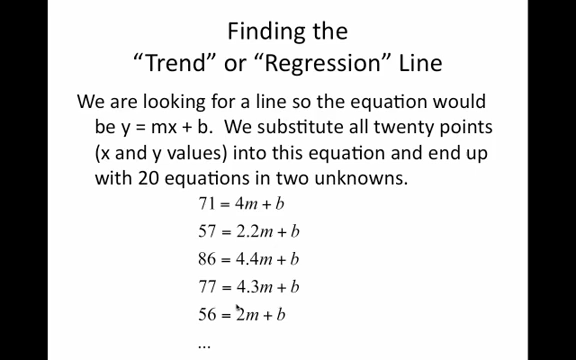 Finding the
“Trend” or “Regression” Line
We are looking for a line so the equation would
be y = mx + b.  We substitute all twenty points
(x and y values) into this equation and end up
with 20 equations in two unknowns.
71 = 4m + b
57 = 2.2m + b
86 = 4.4m + b
77 = 4.3m + b
56 = 2m + b
...